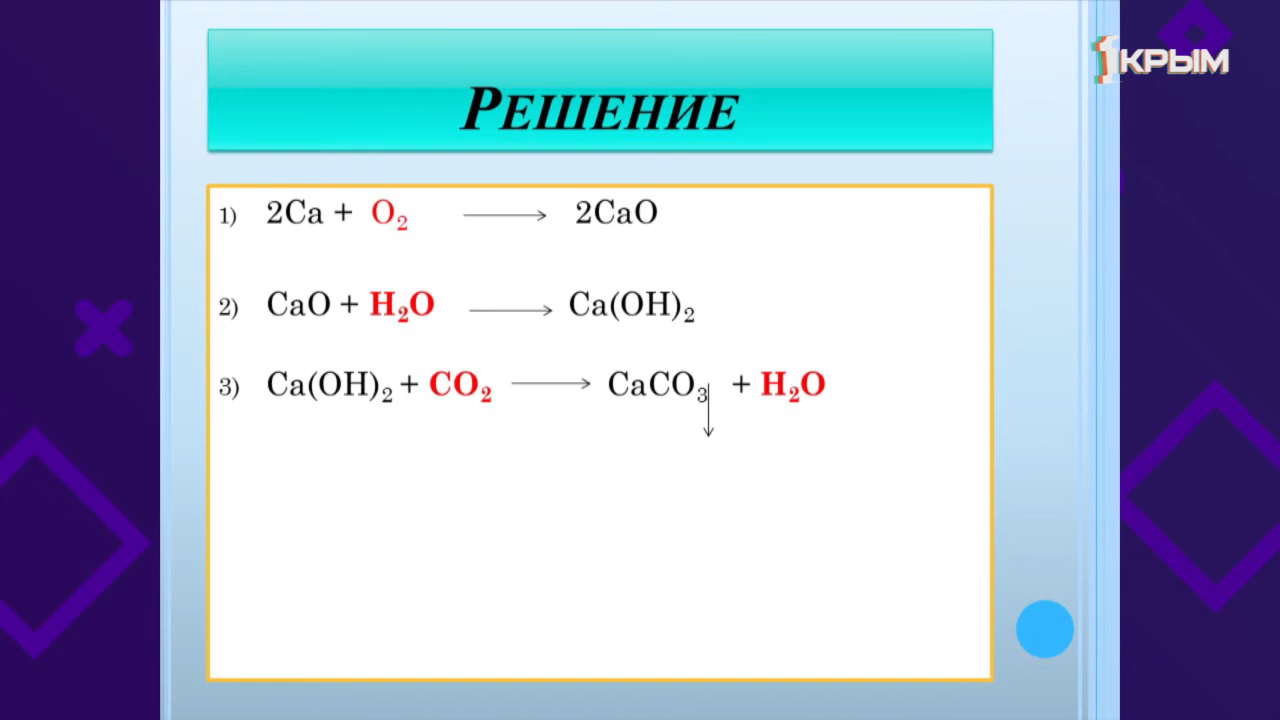 1КРЫМ
РЕШЕНИЕ
1) 2Ca + O₂ → 2CaO
2) CaO + H₂O → Ca(OH)₂
3) Ca(OH)₂ + CO₂ → CaCO₃↓ + H₂O